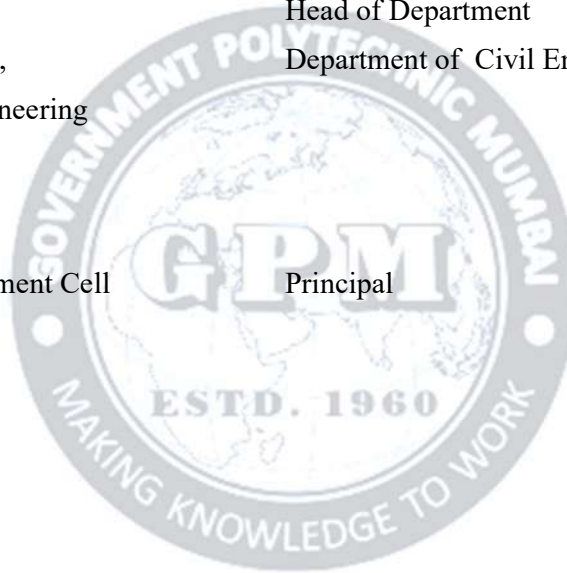 Head of Department
,
Department of Civil En
neering
ment Cell
Principal
GOVERNMENT POLYTECHNIC MUMBAI
GPM
ESTD. 1960
MAKING KNOWLEDGE TO WORK